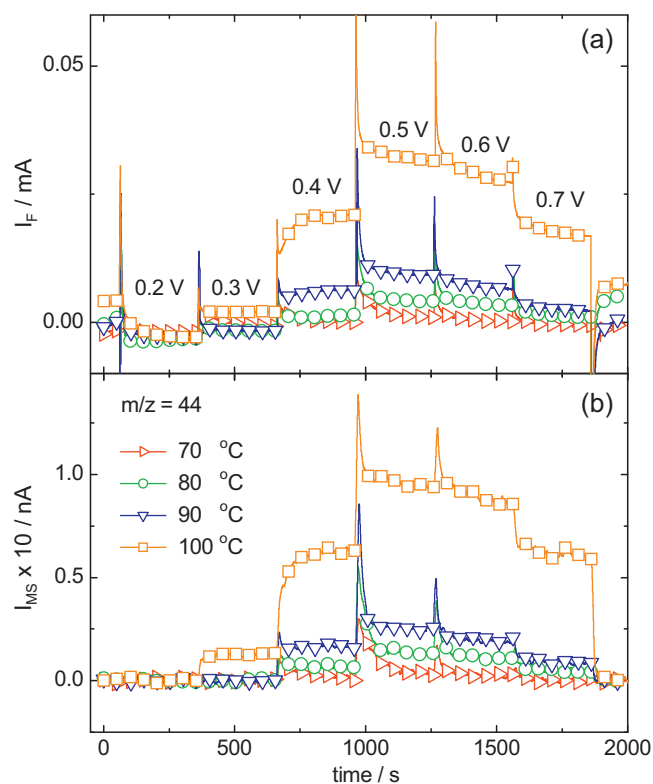 (a)
0.05
0.5 V
0.6 V
I_F / mA
0.4 V
0.7 V
0.2 V
0.3 V
0.00
m/z = 44
(b)
70 °C
80 °C
90 °C
100 °C
1.0
I_MS x 10 / nA
0.5
0.0
0 500 1000 1500 2000
time / s